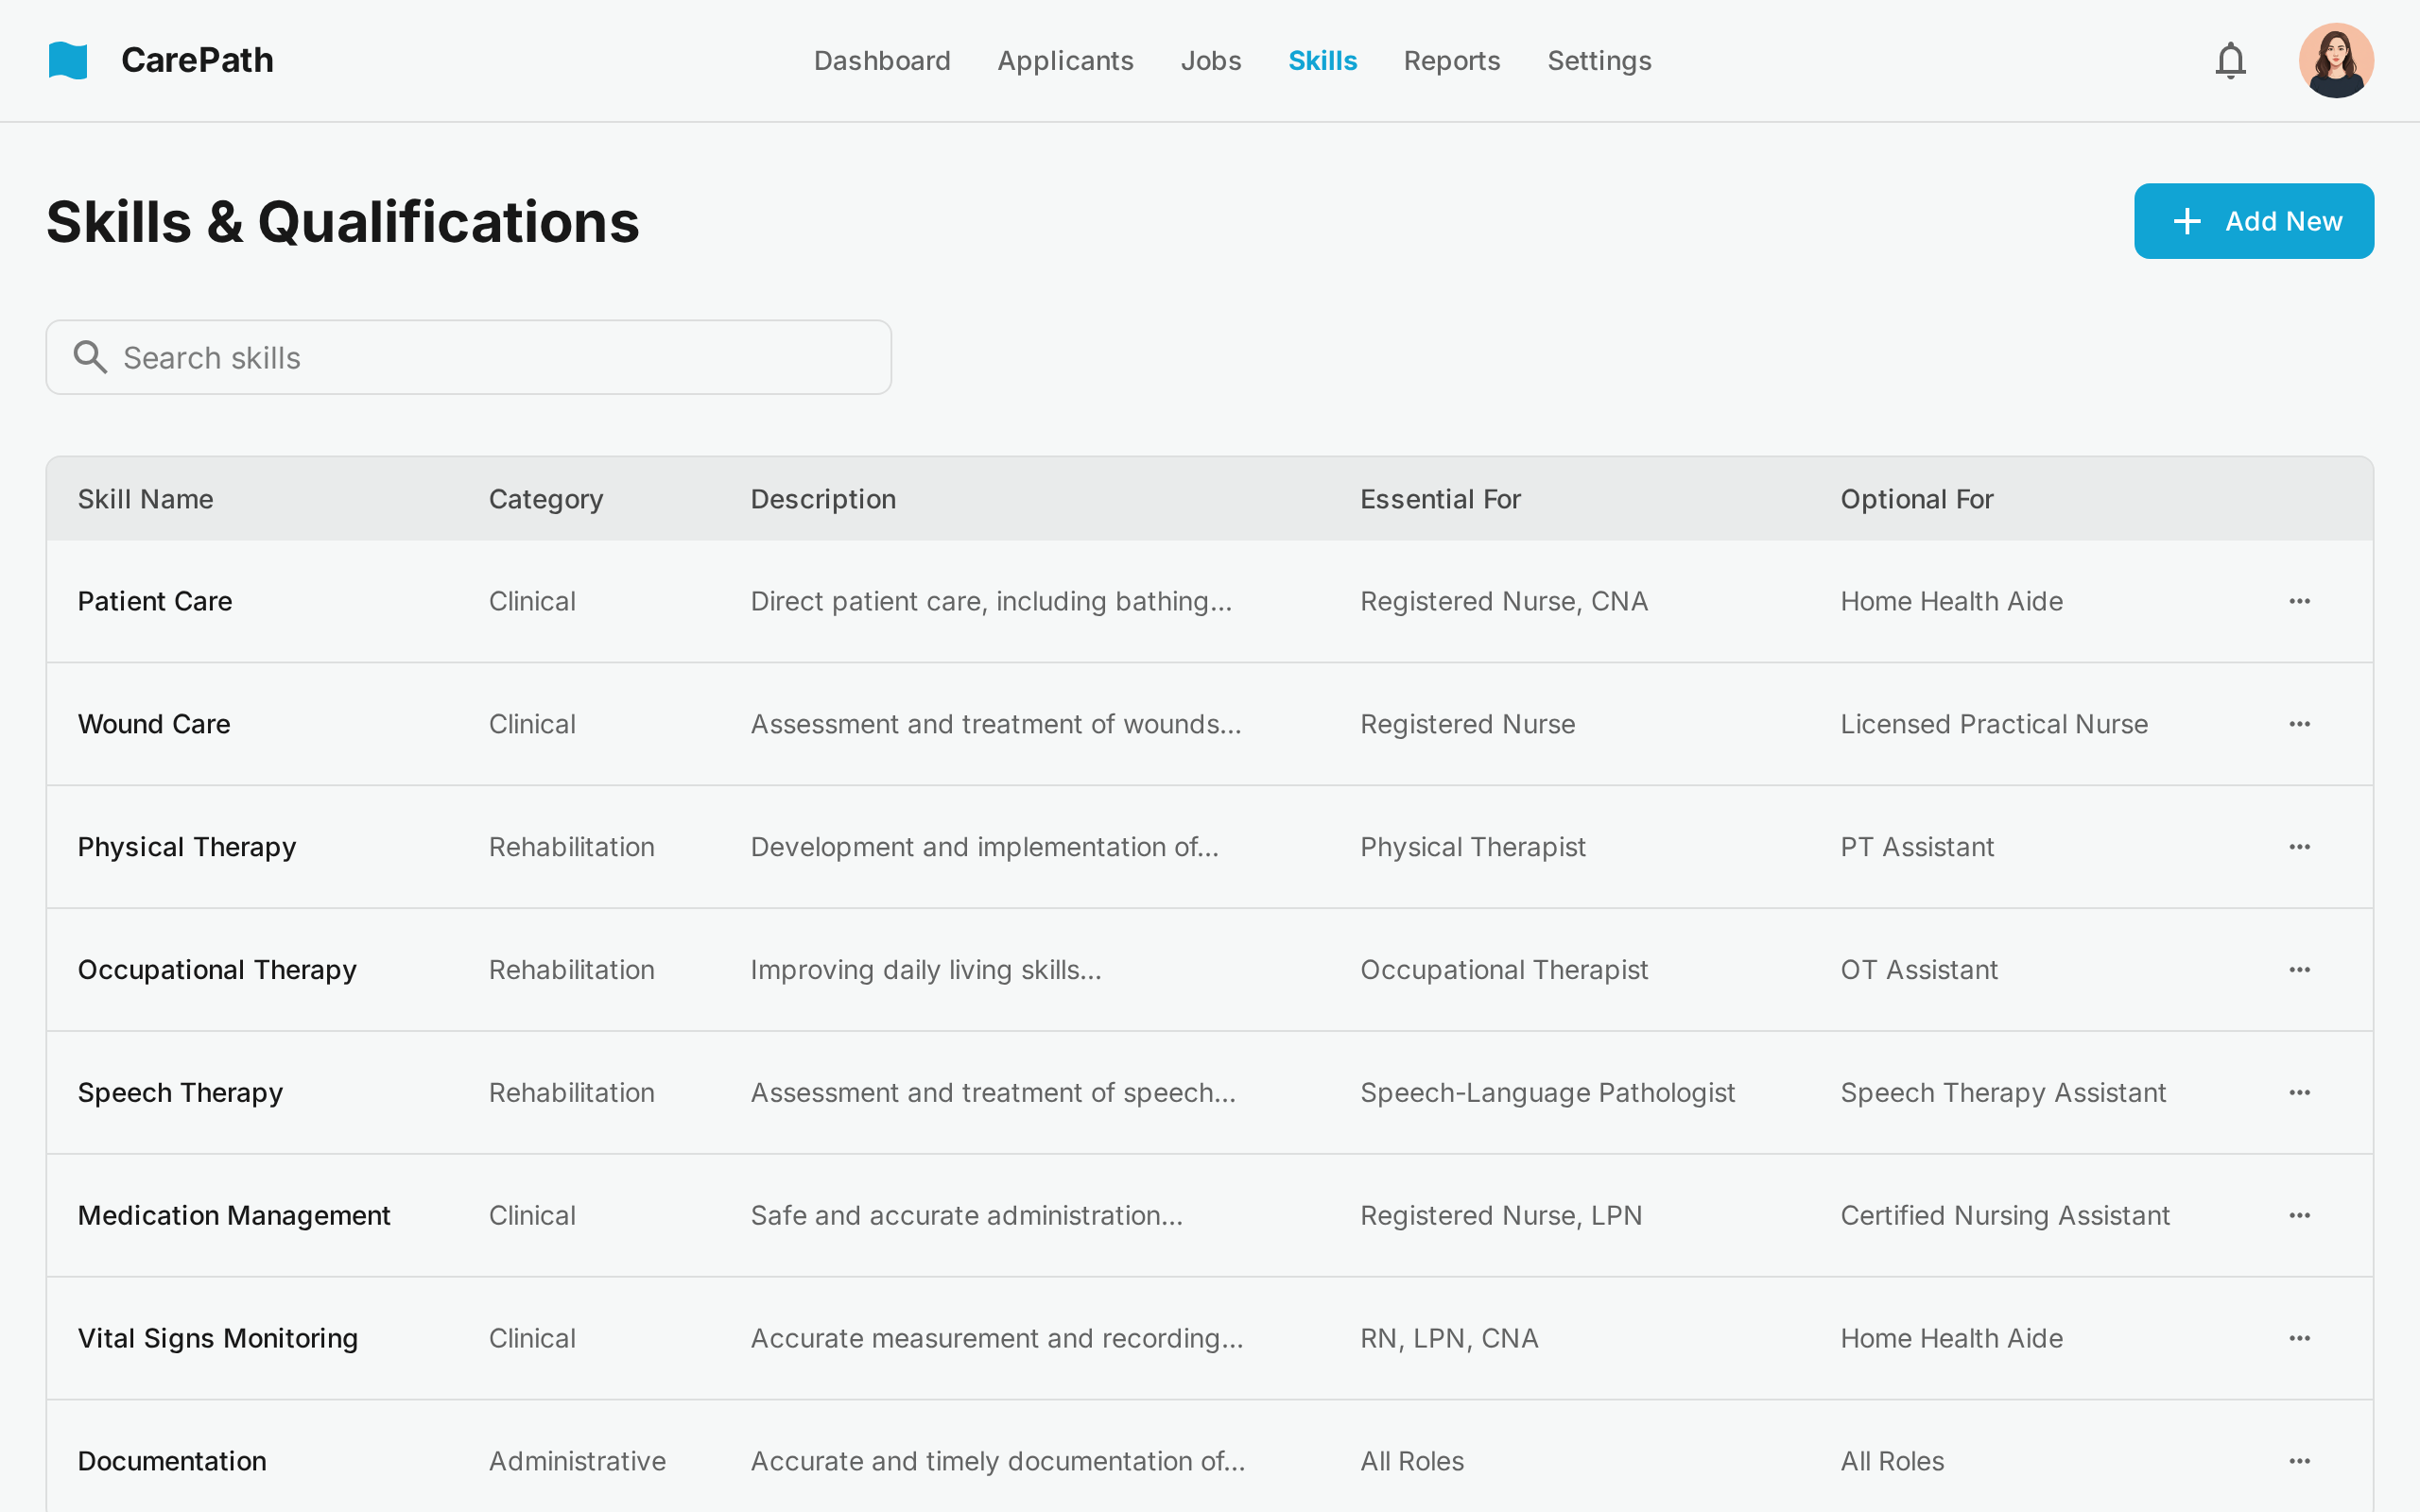 CarePath
Dashboard Applicants Jobs Skills Reports Settings
Skills & Qualifications
Add New
Search skills
Skill Name Category Description Essential For Optional For
Patient Care Clinical Direct patient care, including bathing... Registered Nurse, CNA Home Health Aide
Wound Care Clinical Assessment and treatment of wounds... Registered Nurse Licensed Practical Nurse
Physical Therapy Rehabilitation Development and implementation of... Physical Therapist PT Assistant
Occupational Therapy Rehabilitation Improving daily living skills... Occupational Therapist OT Assistant
Speech Therapy Rehabilitation Assessment and treatment of speech... Speech-Language Pathologist Speech Therapy Assistant
Medication Management Clinical Safe and accurate administration... Registered Nurse, LPN Certified Nursing Assistant
Vital Signs Monitoring Clinical Accurate measurement and recording... RN, LPN, CNA Home Health Aide
Documentation Administrative Accurate and timely documentation of... All Roles All Roles